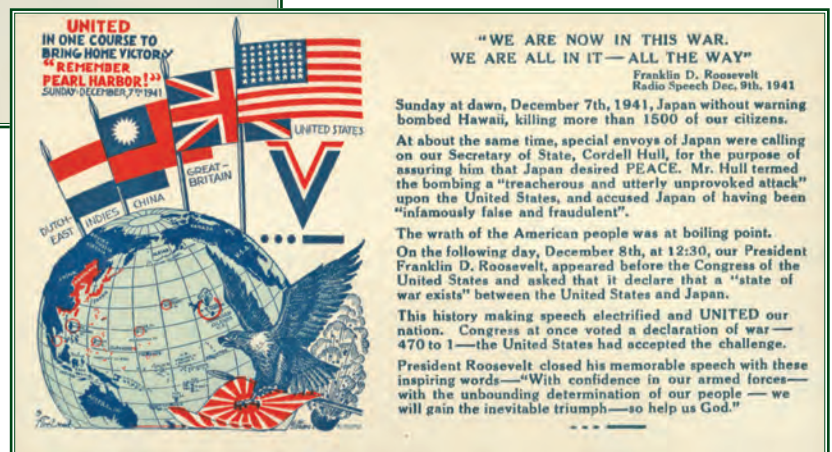 UNITED
IN ONE COURSE TO
BRING HOME VICTORY
"REMEMBER
PEARL HARBOR!"
SUNDAY·DECEMBER, 7TH 1941
UNITED STATES
GREAT-
BRITAIN
CHINA
INDIES
DUTCH-
EAST
"WE ARE NOW IN THIS WAR.
WE ARE ALL IN IT—ALL THE WAY"
Franklin D. Roosevelt
Radio Speech Dec. 9th. 1941
Sunday at dawn, December 7th, 1941, Japan without warning
bombed Hawaii, killing more than 1500 of our citizens.
At about the same time, special envoys of Japan were calling
on our Secretary of State, Cordell Hull, for the purpose of
assuring him that Japan desired PEACE. Mr. Hull termed
the bombing a "treacherous and utterly unprovoked attack"
upon the United States, and accused Japan of having been
"infamously false and fraudulent".
The wrath of the American people was at boiling point.
On the following day, December 8th, at 12:30, our President
Franklin D. Roosevelt, appeared before the Congress of the
United States and asked that it declare that a "state of
war exists" between the United States and Japan.
This history making speech electrified and UNITED our
nation. Congress at once voted a declaration of war—
470 to 1—the United States had accepted the challenge.
President Roosevelt closed his memorable speech with these
inspiring words—"With confidence in our armed forces—
with the unbounding determination of our people — we
will gain the inevitable triumph—so help us God."